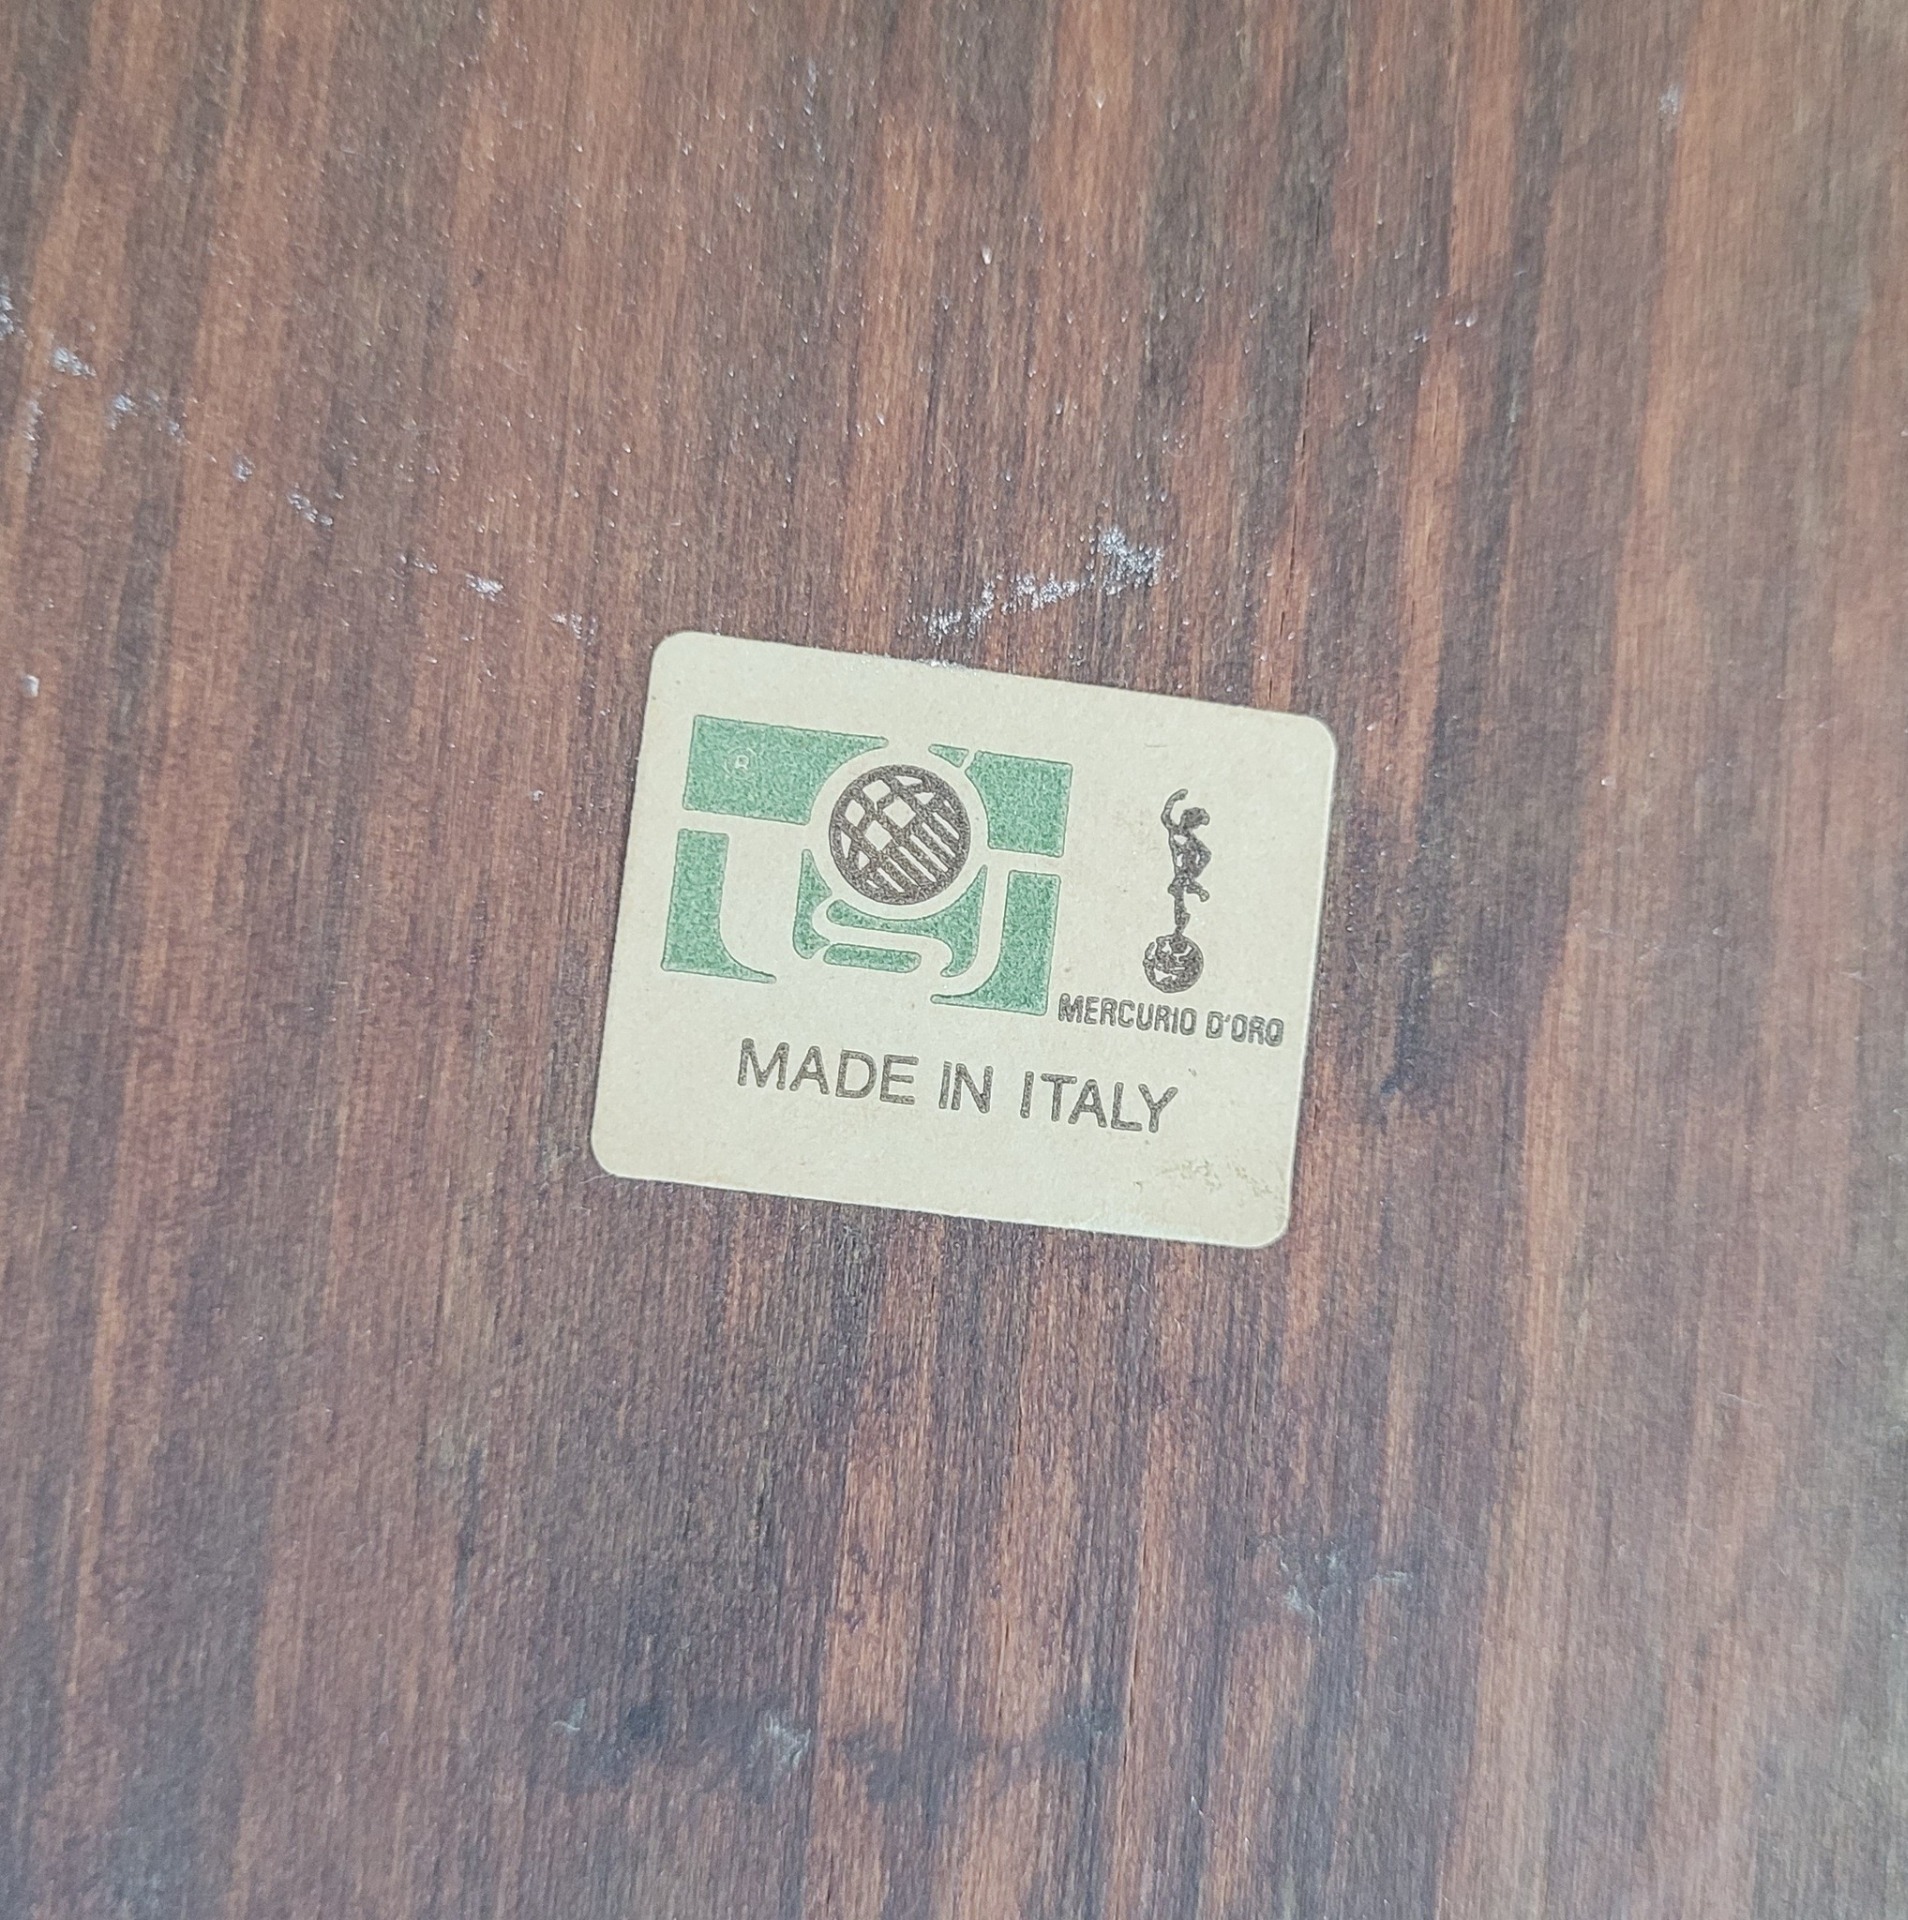 ®
MERCURIO D'ORO
MADE IN ITALY